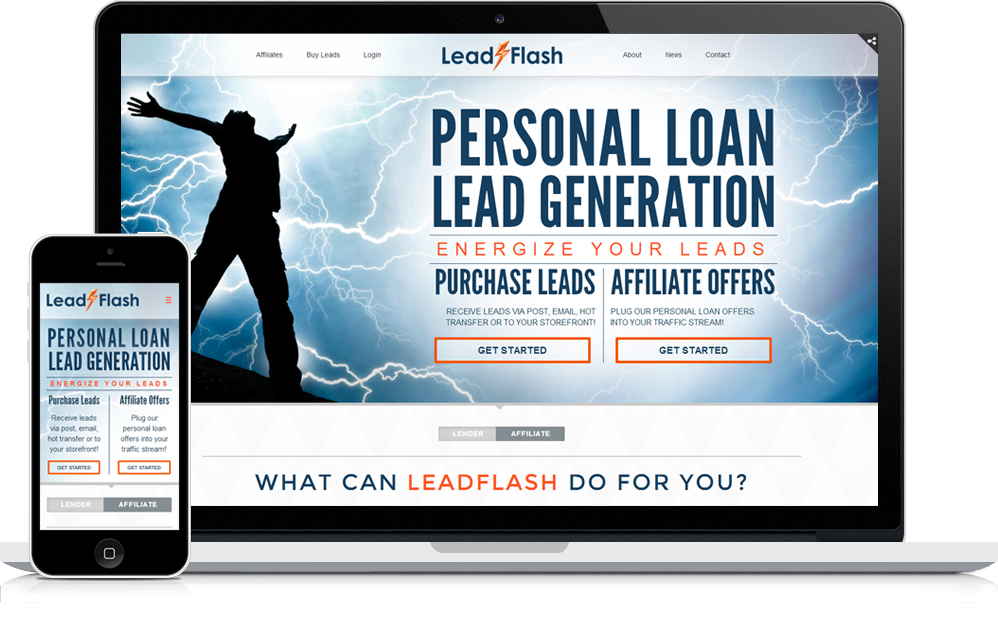 Affiliates Buy Leads Login LeadFlash About News Contact
PERSONAL LOAN
LEAD GENERATION
ENERGIZE YOUR LEADS
PURCHASE LEADS AFFILIATE OFFERS
RECEIVE LEADS VIA POST, EMAIL, HOT
TRANSFER OR TO YOUR STOREFRONT!
PLUG OUR PERSONAL LOAN OFFERS
INTO YOUR TRAFFIC STREAM!
GET STARTED GET STARTED
LENDER AFFILIATE
WHAT CAN LEADFLASH DO FOR YOU?
LeadFlash
PERSONAL LOAN
LEAD GENERATION
ENERGIZE YOUR LEADS
Purchase Leads Affiliate Offers
Receive leads
via post, email,
hot transfer or to
your storefront!
Plug our
personal loan
offers into your
traffic stream!
GET STARTED GET STARTED
LENDER AFFILIATE